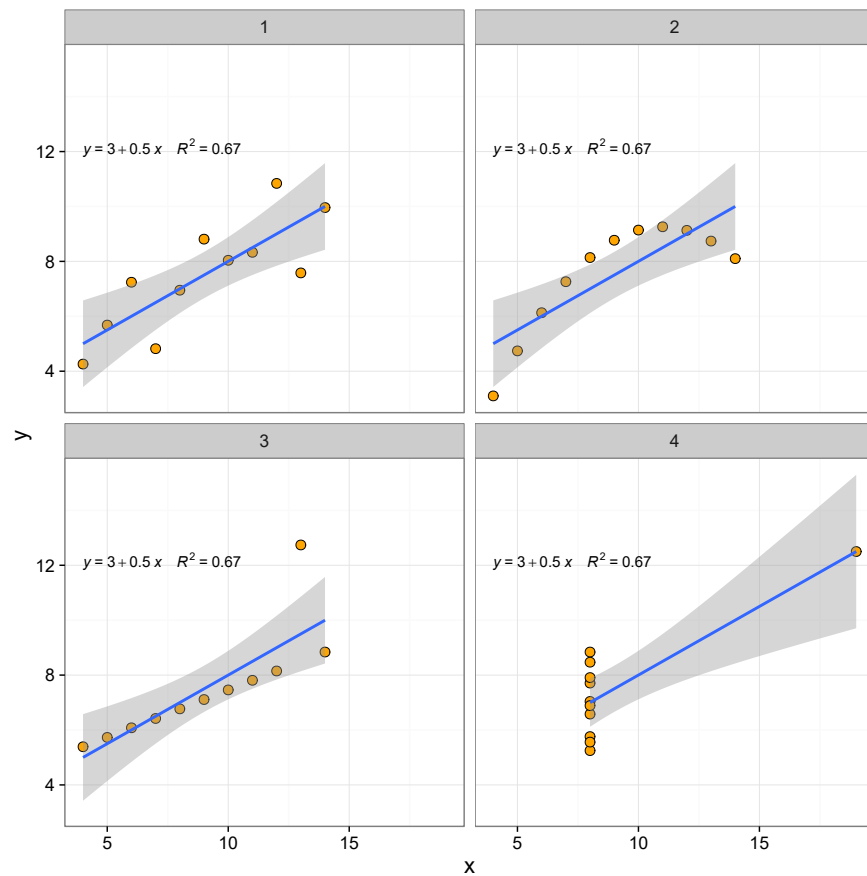 1
2
y = 3 + 0.5 x R² = 0.67
y = 3 + 0.5 x R² = 0.67
12
8
4
y
3
4
y = 3 + 0.5 x R² = 0.67
y = 3 + 0.5 x R² = 0.67
12
8
4
5 10 15
5 10 15
x